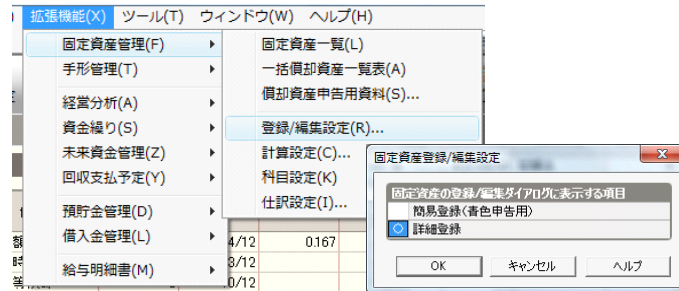 拡張機能(X) ツール(T) ウィンドウ(W) ヘルプ(H)
固定資産管理(F)
手形管理(T)
経営分析(A)
資金繰り(S)
未来資金管理(Z)
回収支払予定(Y)
預貯金管理(D)
借入金管理(L)
給与明細書(M)
固定資産一覧(L)
一括償却資産一覧表(A)
償却資産申告用資料(S)...
登録/編集設定(R)...
計算設定(C)...
科目設定(K)
仕訳設定(I)...
固定資産登録/編集設定
固定資産の登録/編集ダイアログに表示する項目
簡易登録(青色申告用)
詳細登録
OK キャンセル ヘルプ
4/12 0.167
3/12
0/12